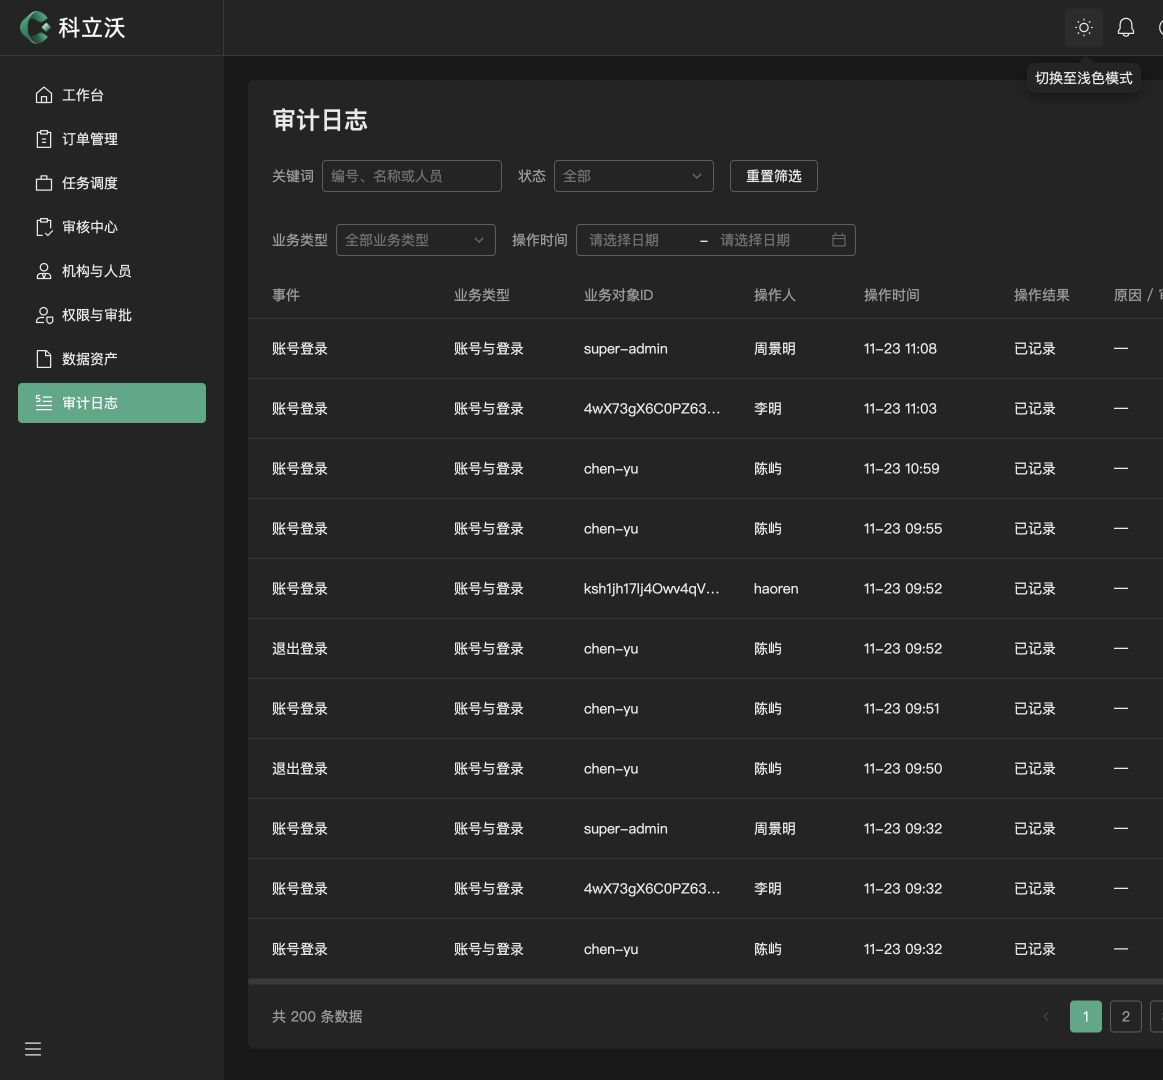 科立沃
切换至浅色模式
工作台
订单管理
任务调度
审核中心
机构与人员
权限与审批
数据资产
审计日志
审计日志
关键词 编号、名称或人员 状态 全部 重置筛选
业务类型 全部业务类型 操作时间 请选择日期 – 请选择日期
事件 业务类型 业务对象ID 操作人 操作时间 操作结果 原因 /
账号登录 账号与登录 super-admin 周景明 11-23 11:08 已记录 —
账号登录 账号与登录 4wX73gX6C0PZ63... 李明 11-23 11:03 已记录 —
账号登录 账号与登录 chen-yu 陈屿 11-23 10:59 已记录 —
账号登录 账号与登录 chen-yu 陈屿 11-23 09:55 已记录 —
账号登录 账号与登录 ksh1jh17lj4Owv4qV... haoren 11-23 09:52 已记录 —
退出登录 账号与登录 chen-yu 陈屿 11-23 09:52 已记录 —
账号登录 账号与登录 chen-yu 陈屿 11-23 09:51 已记录 —
退出登录 账号与登录 chen-yu 陈屿 11-23 09:50 已记录 —
账号登录 账号与登录 super-admin 周景明 11-23 09:32 已记录 —
账号登录 账号与登录 4wX73gX6C0PZ63... 李明 11-23 09:32 已记录 —
账号登录 账号与登录 chen-yu 陈屿 11-23 09:32 已记录 —
共 200 条数据 1 2